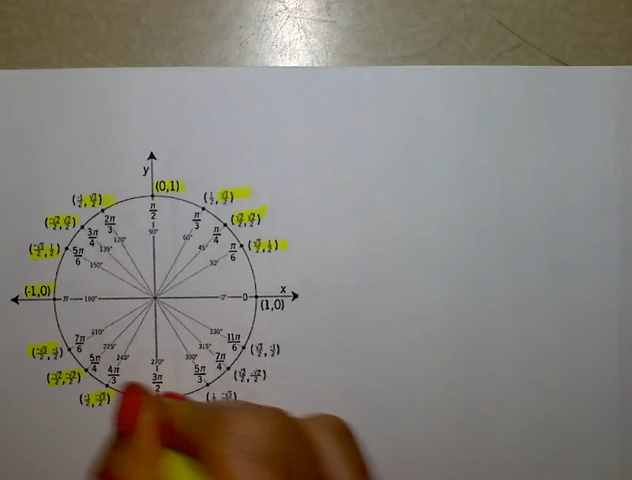 y
(0,1)
(-1/2, √3/2)
(1/2, √3/2)
(-√2/2, √2/2)
(√2/2, √2/2)
(-√3/2, 1/2)
(√3/2, 1/2)
2π/3
π/2
π/3
3π/4
π/4
5π/6
π/6
120°
90°
60°
135°
45°
150°
30°
(-1,0)
x
π
180°
0°
0
(1,0)
210°
330°
7π/6
11π/6
225°
315°
(-√3/2, -1/2)
(√3/2, -1/2)
5π/4
240°
270°
300°
7π/4
4π/3
3π/2
5π/3
(-√2/2, -√2/2)
(√2/2, -√2/2)
(-1/2, -√3/2)